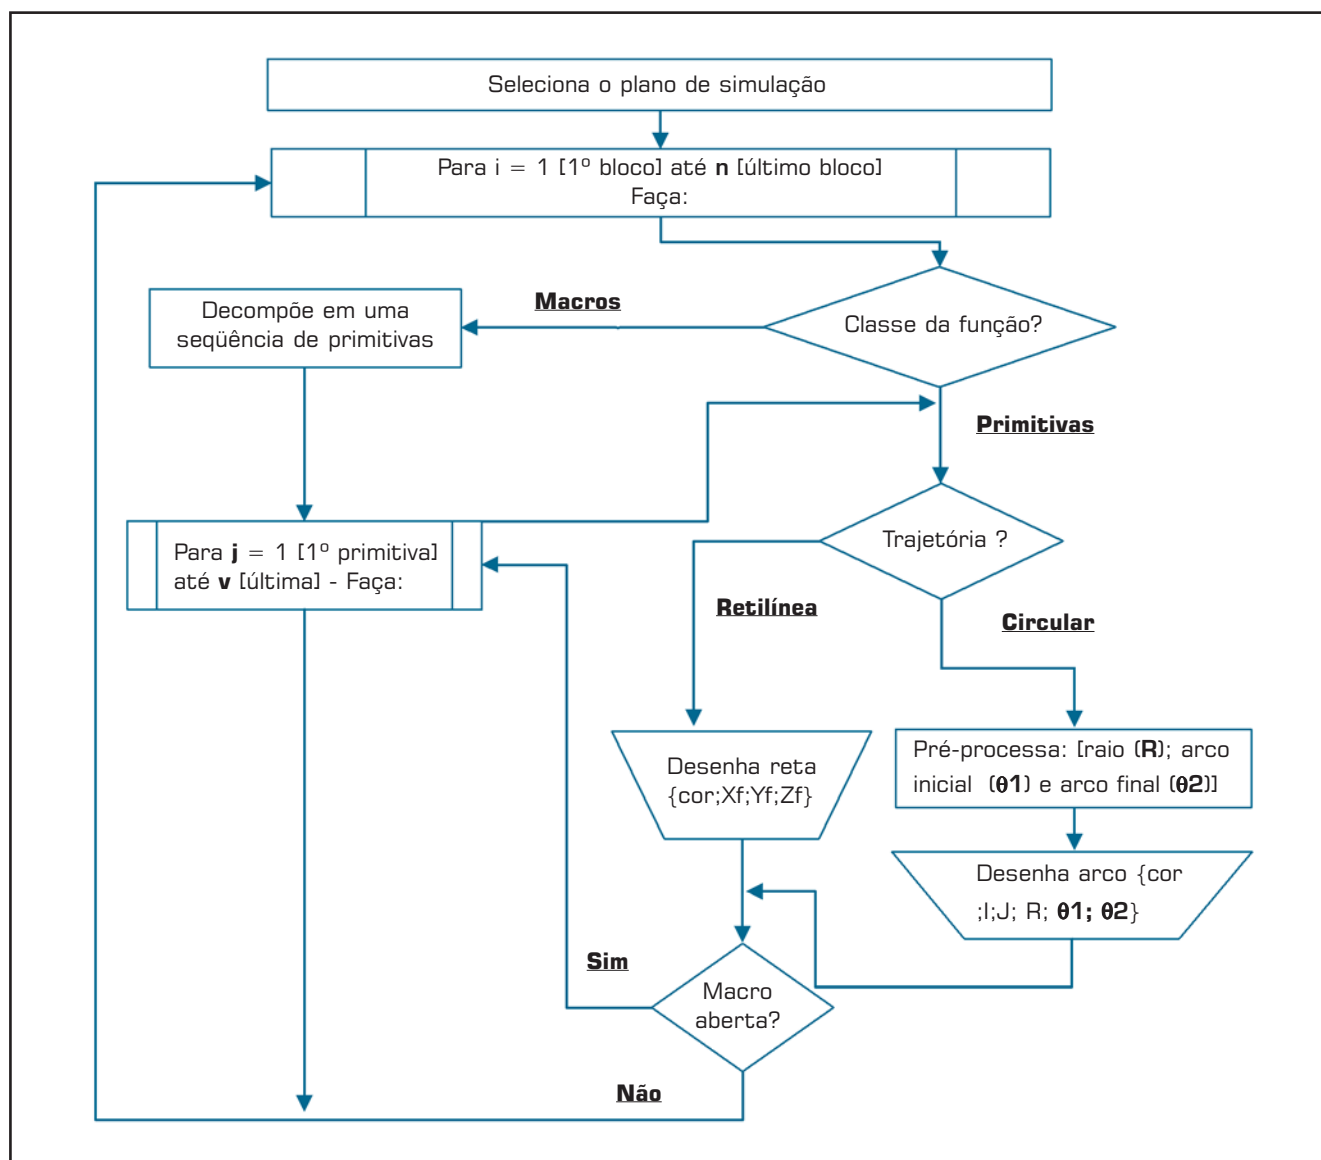 Seleciona o plano de simulação
Para i = 1 [1º bloco] até n [último bloco]
Faça:
Macros
Decompõe em uma
seqüência de primitivas
Classe da função?
Primitivas
Para j = 1 [1º primitiva]
até v [última] - Faça:
Trajetória ?
Retilínea
Circular
Desenha reta
{cor;Xf;Yf;Zf}
Pré-processa: [raio (R); arco
inicial (θ1) e arco final (θ2)]
Desenha arco {cor
;I;J; R; θ1; θ2}
Sim
Macro
aberta?
Não